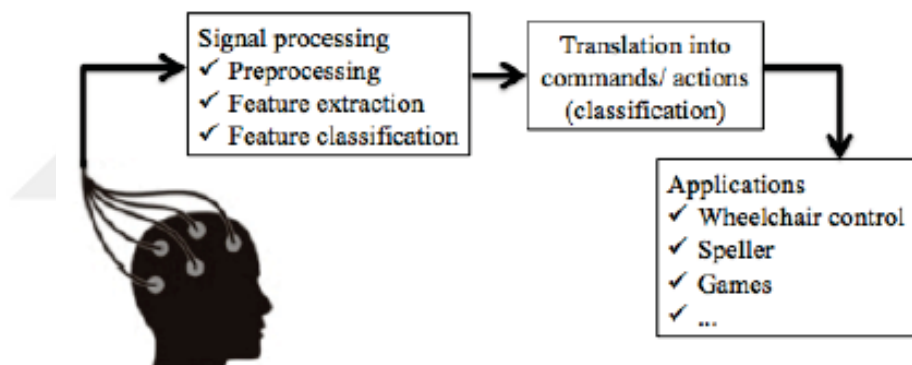 Signal processing
✓ Preprocessing
✓ Feature extraction
✓ Feature classification
Translation into
commands/ actions
(classification)
Applications
✓ Wheelchair control
✓ Speller
✓ Games
✓ ...